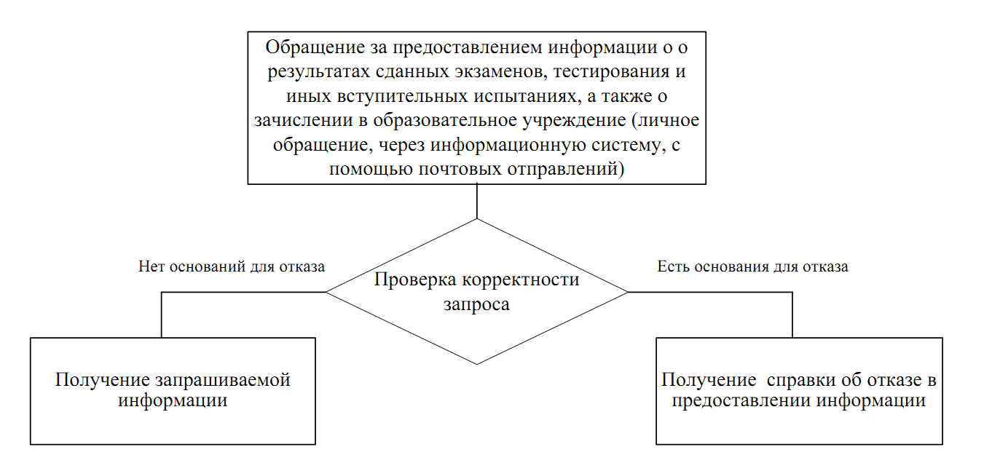 Обращение за предоставлением информации о о
результатах сданных экзаменов, тестирования и
иных вступительных испытаниях, а также о
зачислении в образовательное учреждение (личное
обращение, через информационную систему, с
помощью почтовых отправлений)
Нет оснований для отказа
Есть основания для отказа
Проверка корректности
запроса
Получение запрашиваемой
информации
Получение  справки об отказе в
предоставлении информации